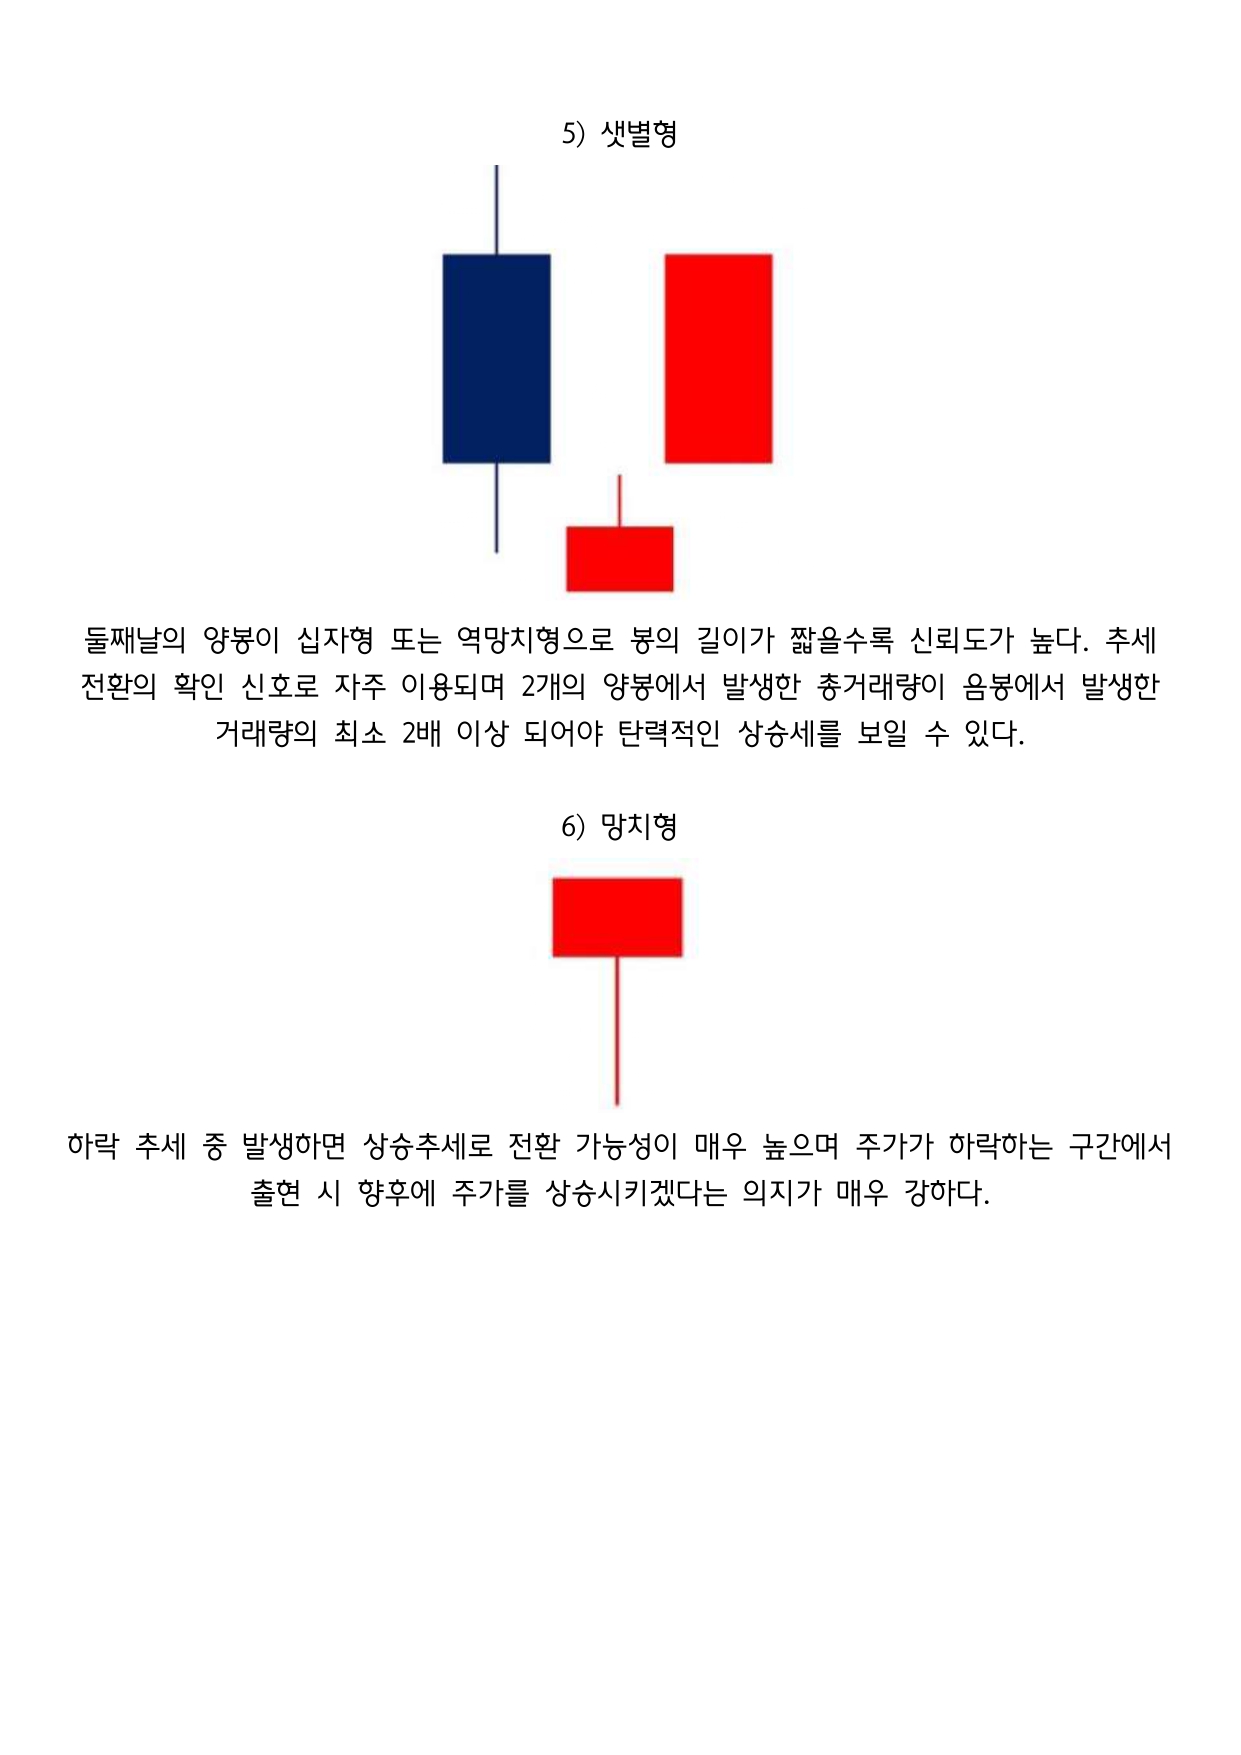 5) 샛별형
둘째날의 양봉이 십자형 또는 역망치형으로 봉의 길이가 짧을수록 신뢰도가 높다. 추세
전환의 확인 신호로 자주 이용되며 2개의 양봉에서 발생한 총거래량이 음봉에서 발생한
거래량의 최소 2배 이상 되어야 탄력적인 상승세를 보일 수 있다.
6) 망치형
하락 추세 중 발생하면 상승추세로 전환 가능성이 매우 높으며 주가가 하락하는 구간에서
출현 시 향후에 주가를 상승시키겠다는 의지가 매우 강하다.